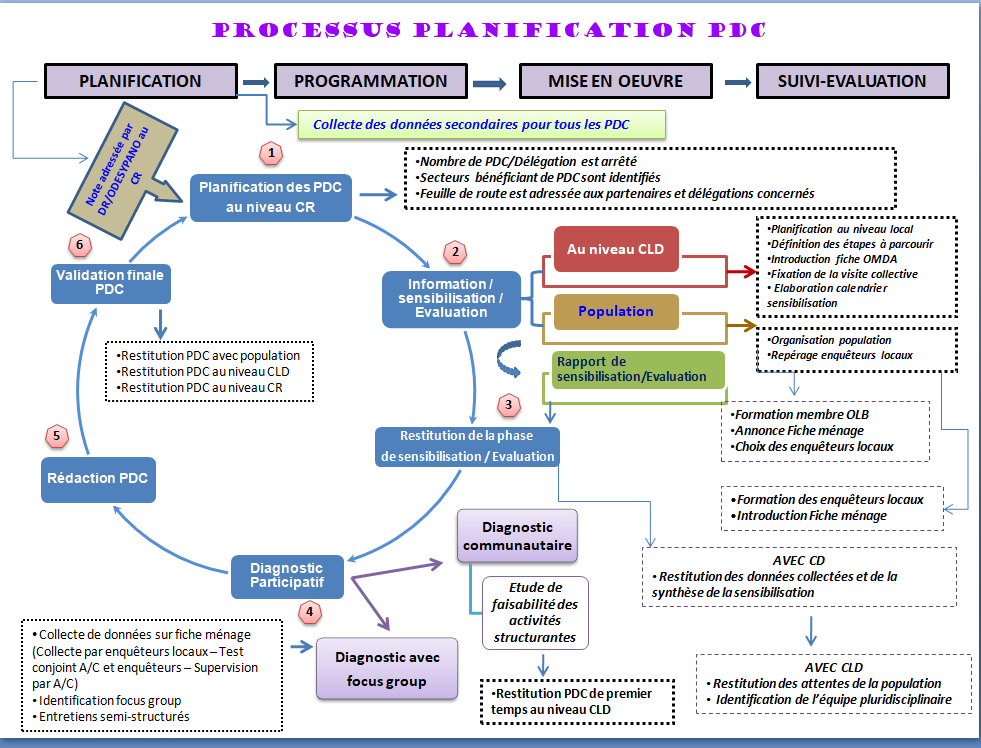 PROCESSUS PLANIFICATION PDC
PLANIFICATION
PROGRAMMATION
MISE EN OEUVRE
SUIVI-EVALUATION
Note adressée par
DR/ODESYPANO au
CR
Collecte des données secondaires pour tous les PDC
1
Planification des PDC
au niveau CR
•Nombre de PDC/Délégation est arrêté
•Secteurs bénéficiant de PDC sont identifiés
•Feuille de route est adressée aux partenaires et délégations concernés
2
Information /
sensibilisation /
Evaluation
Au niveau CLD
•Planification au niveau local
•Définition des étapes à parcourir
•Introduction fiche OMDA
•Fixation de la visite collective
• Elaboration calendrier
sensibilisation
Population
•Organisation population
•Repérage enquêteurs locaux
Rapport de
sensibilisation/Evaluation
•Formation membre OLB
•Annonce Fiche ménage
•Choix des enquêteurs locaux
•Formation des enquêteurs locaux
•Introduction Fiche ménage
3
Restitution de la phase
de sensibilisation / Evaluation
AVEC CD
• Restitution des données collectées et de la
synthèse de la sensibilisation
AVEC CLD
• Restitution des attentes de la population
• Identification de l'équipe pluridisciplinaire
Diagnostic
Participatif
4
Diagnostic
communautaire
Etude de
faisabilité des
activités
structurantes
•Restitution PDC de premier
temps au niveau CLD
Diagnostic avec
focus group
• Collecte de données sur fiche ménage
(Collecte par enquêteurs locaux – Test
conjoint A/C et enquêteurs – Supervision
par A/C)
• Identification focus group
• Entretiens semi-structurés
5
Rédaction PDC
6
Validation finale
PDC
•Restitution PDC avec population
•Restitution PDC au niveau CLD
•Restitution PDC au niveau CR